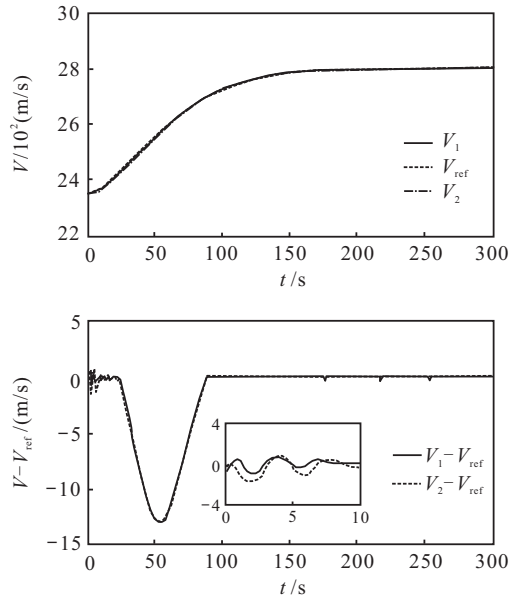 30
28
26
24
22
V/10²(m/s)
V₁
V_ref
V₂
0 50 100 150 200 250 300
t/s
5
0
−5
−10
−15
V−V_ref/(m/s)
4
0
−4
0 5 10
V₁−V_ref
V₂−V_ref
0 50 100 150 200 250 300
t/s